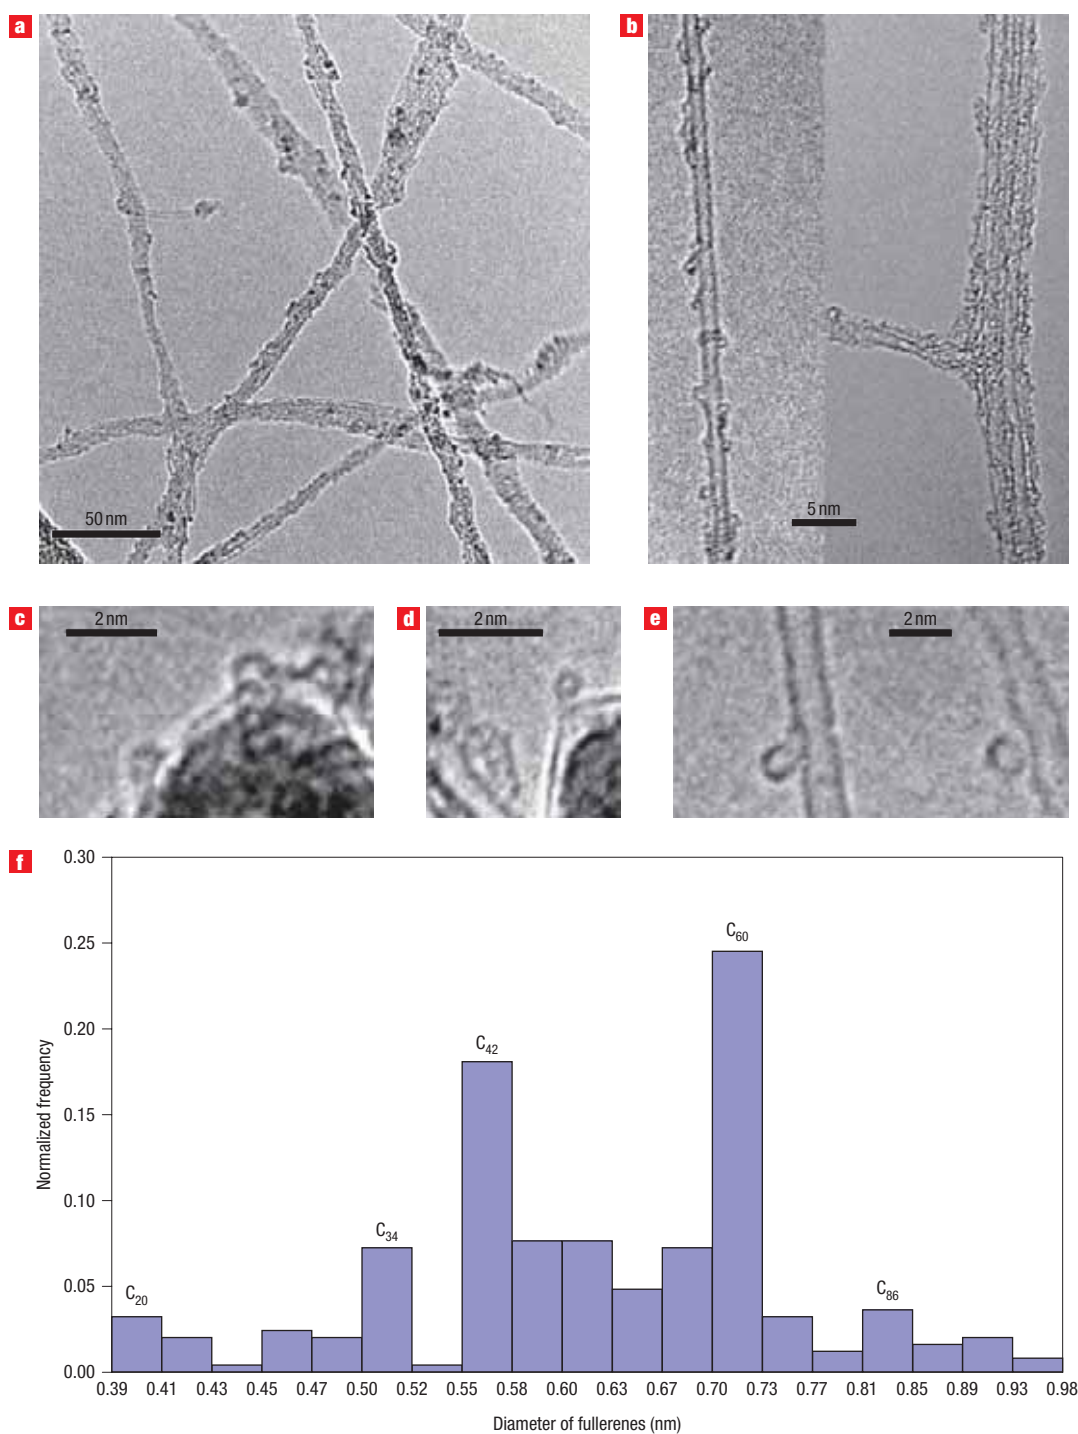 a
b
50 nm
5 nm
c
2 nm
d
2 nm
e
2 nm
f
0.30
0.25
0.20
0.15
0.10
0.05
0.00
Normalized frequency
C20
C34
C42
C60
C86
0.39 0.41 0.43 0.45 0.47 0.50 0.52 0.55 0.58 0.60 0.63 0.67 0.70 0.73 0.77 0.81 0.85 0.89 0.93 0.98
Diameter of fullerenes (nm)